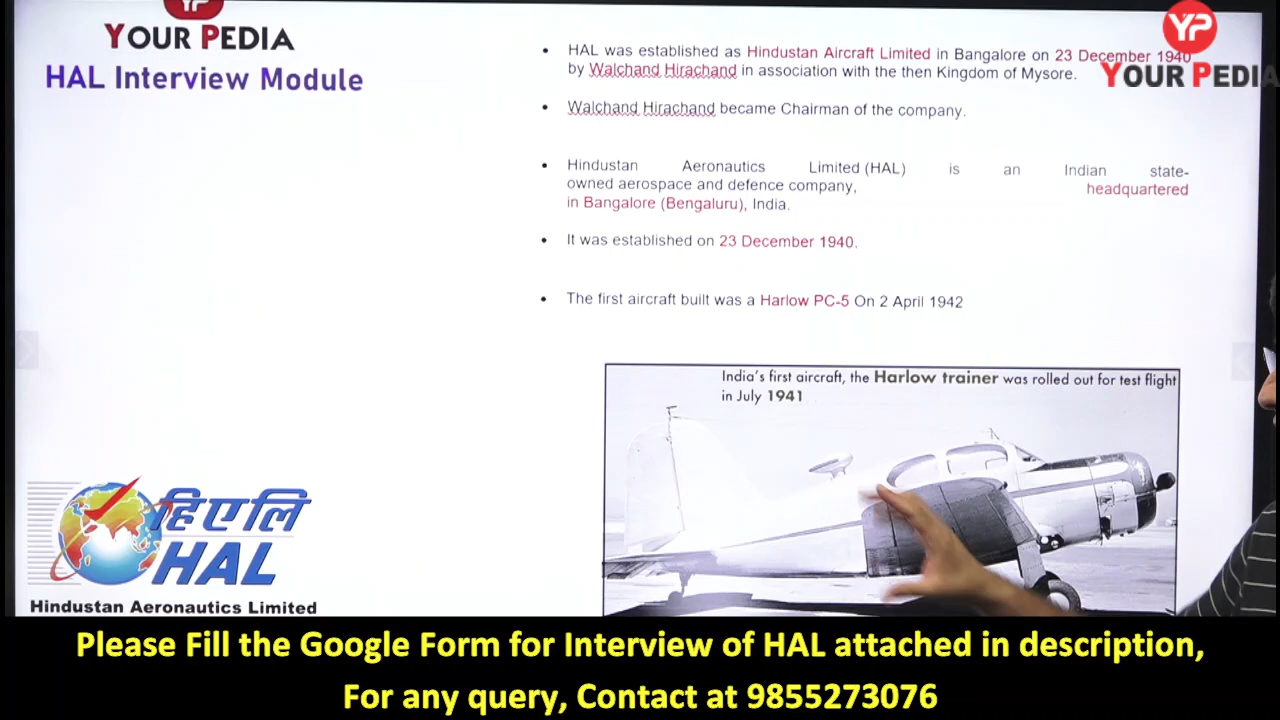 YP
YOUR PEDIA
HAL Interview Module
YP
YOUR PEDIA
• HAL was established as Hindustan Aircraft Limited in Bangalore on 23 December 1940
by Walchand Hirachand in association with the then Kingdom of Mysore.
• Walchand Hirachand became Chairman of the company.
• Hindustan Aeronautics Limited (HAL) is an Indian state-
owned aerospace and defence company, headquartered
in Bangalore (Bengaluru), India.
• It was established on 23 December 1940.
• The first aircraft built was a Harlow PC-5 On 2 April 1942
India's first aircraft, the Harlow trainer was rolled out for test flight
in July 1941
हिएलि
HAL
Hindustan Aeronautics Limited
Please Fill the Google Form for Interview of HAL attached in description,
For any query, Contact at 9855273076